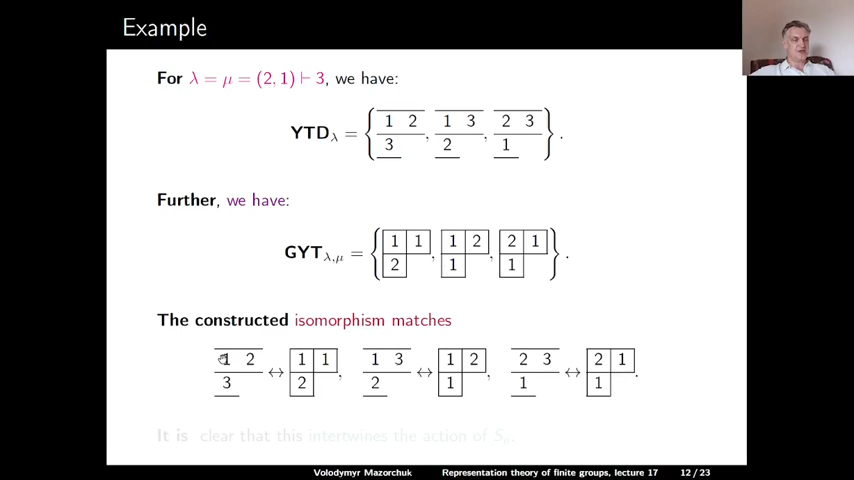 Example
For λ = μ = (2, 1) ⊢ 3, we have:
YTD_λ = { 1 2 / 3 , 1 3 / 2 , 2 3 / 1 } .
Further, we have:
GYT_λ,μ = { 1 1 / 2 , 1 2 / 1 , 2 1 / 1 } .
The constructed isomorphism matches
1 2 / 3 ↔ 1 1 / 2 , 1 3 / 2 ↔ 1 2 / 1 , 2 3 / 1 ↔ 2 1 / 1 .
It is clear that this intertwines the action of S_n.
Volodymyr Mazorchuk Representation theory of finite groups, lecture 17 12/23